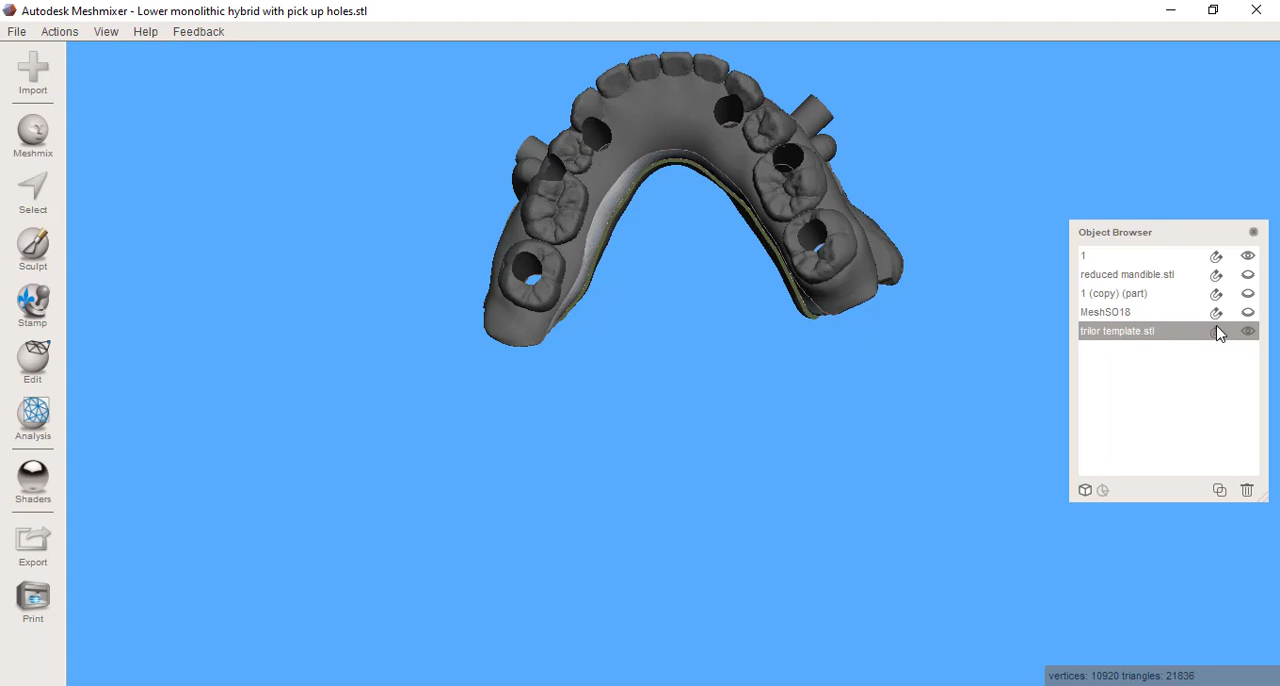 Autodesk Meshmixer - Lower monolithic hybrid with pick up holes.stl
File Actions View Help Feedback
Import
Meshmix
Select
Sculpt
Stamp
Edit
Analysis
Shaders
Export
Print
Object Browser
1
reduced mandible.stl
1 (copy) (part)
MeshSO18
trilor template.stl
vertices: 10920 triangles: 21836